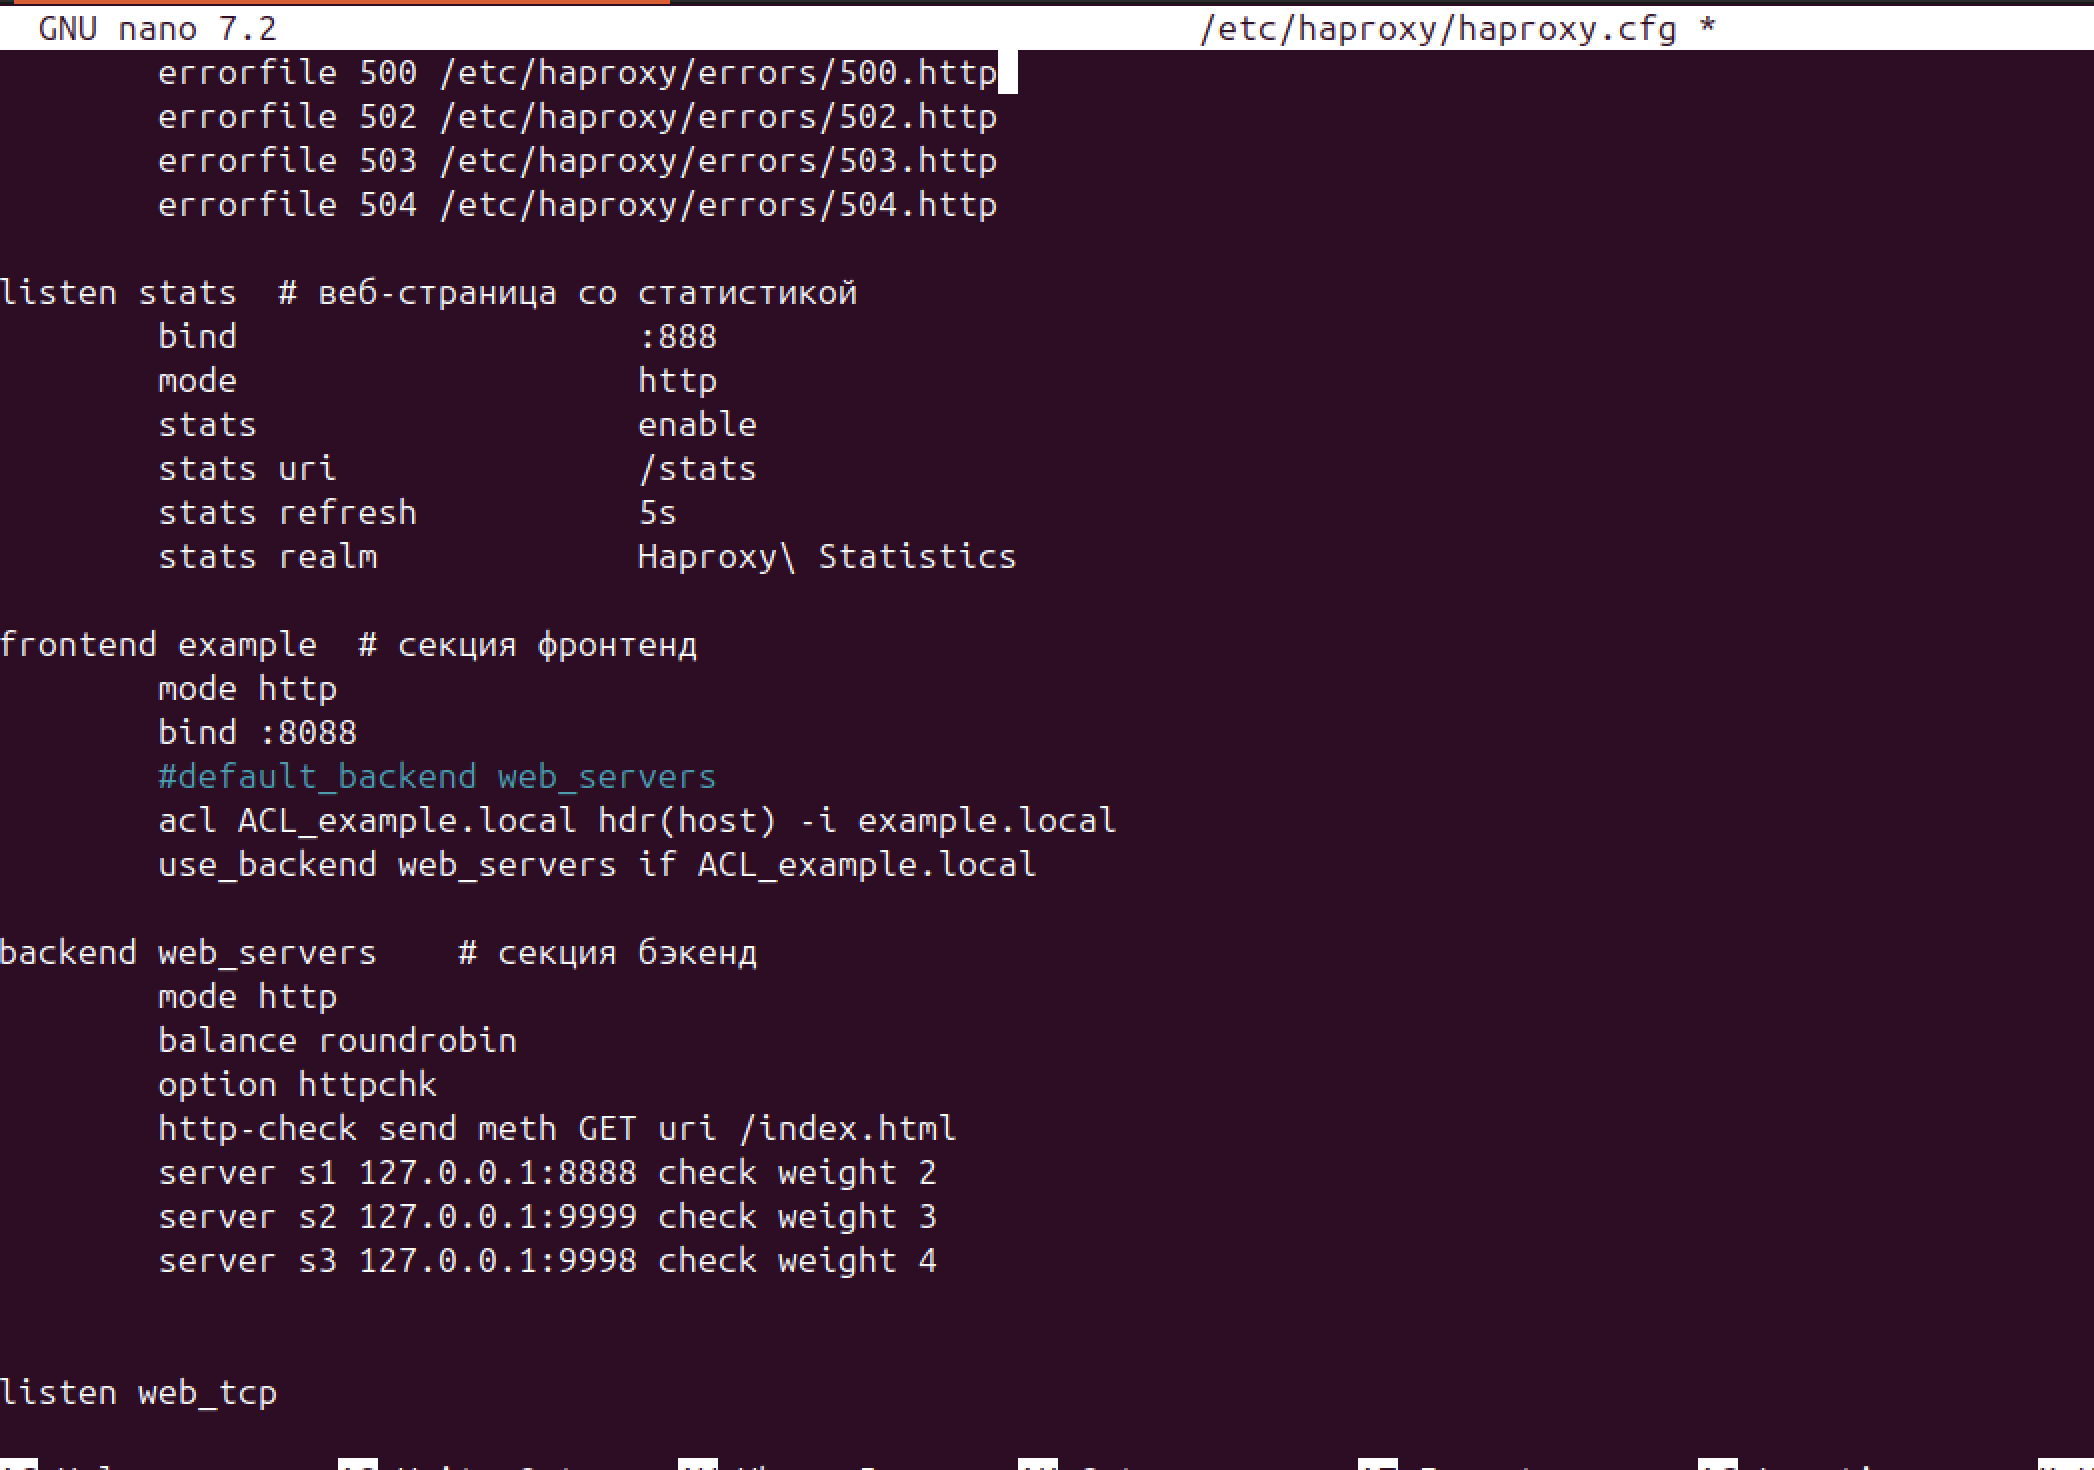 GNU nano 7.2 /etc/haproxy/haproxy.cfg *
errorfile 500 /etc/haproxy/errors/500.http
errorfile 502 /etc/haproxy/errors/502.http
errorfile 503 /etc/haproxy/errors/503.http
errorfile 504 /etc/haproxy/errors/504.http
listen stats  # веб-страница со статистикой
bind :888
mode http
stats enable
stats uri /stats
stats refresh 5s
stats realm Haproxy\ Statistics
frontend example  # секция фронтенд
mode http
bind :8088
#default_backend web_servers
acl ACL_example.local hdr(host) -i example.local
use_backend web_servers if ACL_example.local
backend web_servers    # секция бэкенд
mode http
balance roundrobin
option httpchk
http-check send meth GET uri /index.html
server s1 127.0.0.1:8888 check weight 2
server s2 127.0.0.1:9999 check weight 3
server s3 127.0.0.1:9998 check weight 4
listen web_tcp